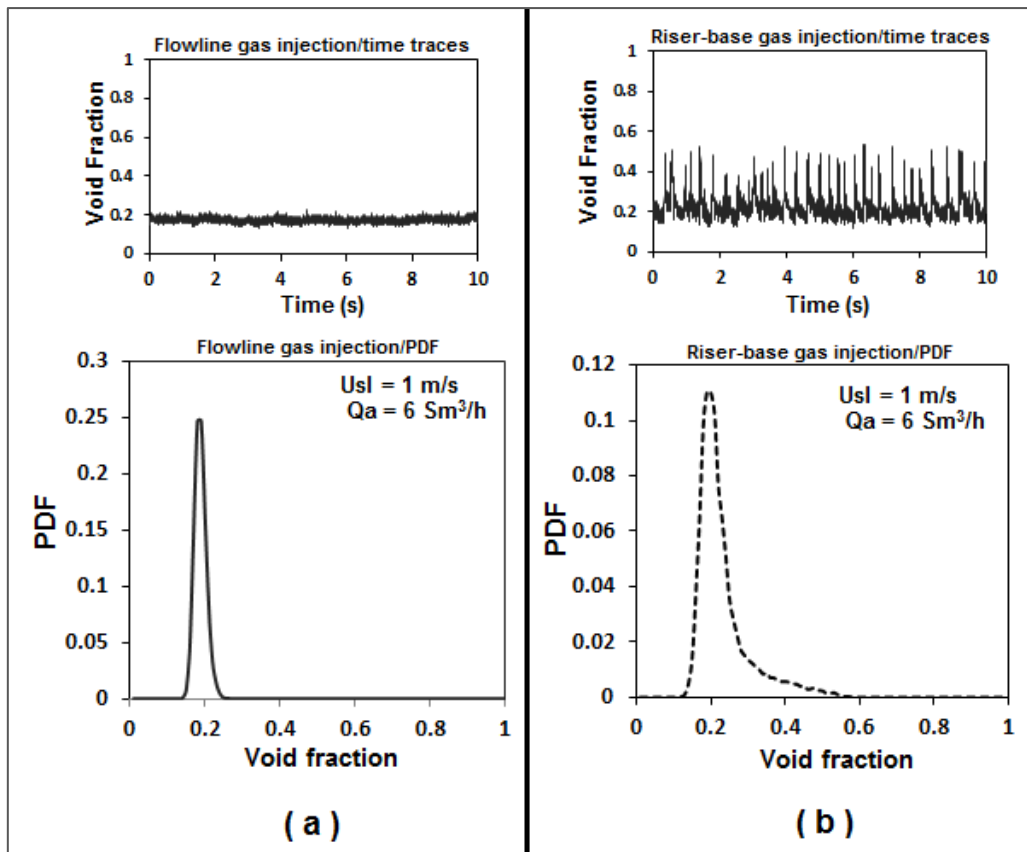 Flowline gas injection/time traces
1
0.8
0.6
0.4
0.2
0
Void Fraction
0 2 4 6 8 10
Time (s)
Flowline gas injection/PDF
0.3
0.25
0.2
0.15
0.1
0.05
0
PDF
Usl = 1 m/s
Qa = 6 Sm³/h
0 0.2 0.4 0.6 0.8 1
Void fraction
( a )
Riser-base gas injection/time traces
1
0.8
0.6
0.4
0.2
0
Void Fraction
0 2 4 6 8 10
Time (s)
Riser-base gas injection/PDF
0.12
0.1
0.08
0.06
0.04
0.02
0
PDF
Usl = 1 m/s
Qa = 6 Sm³/h
0 0.2 0.4 0.6 0.8 1
Void fraction
( b )